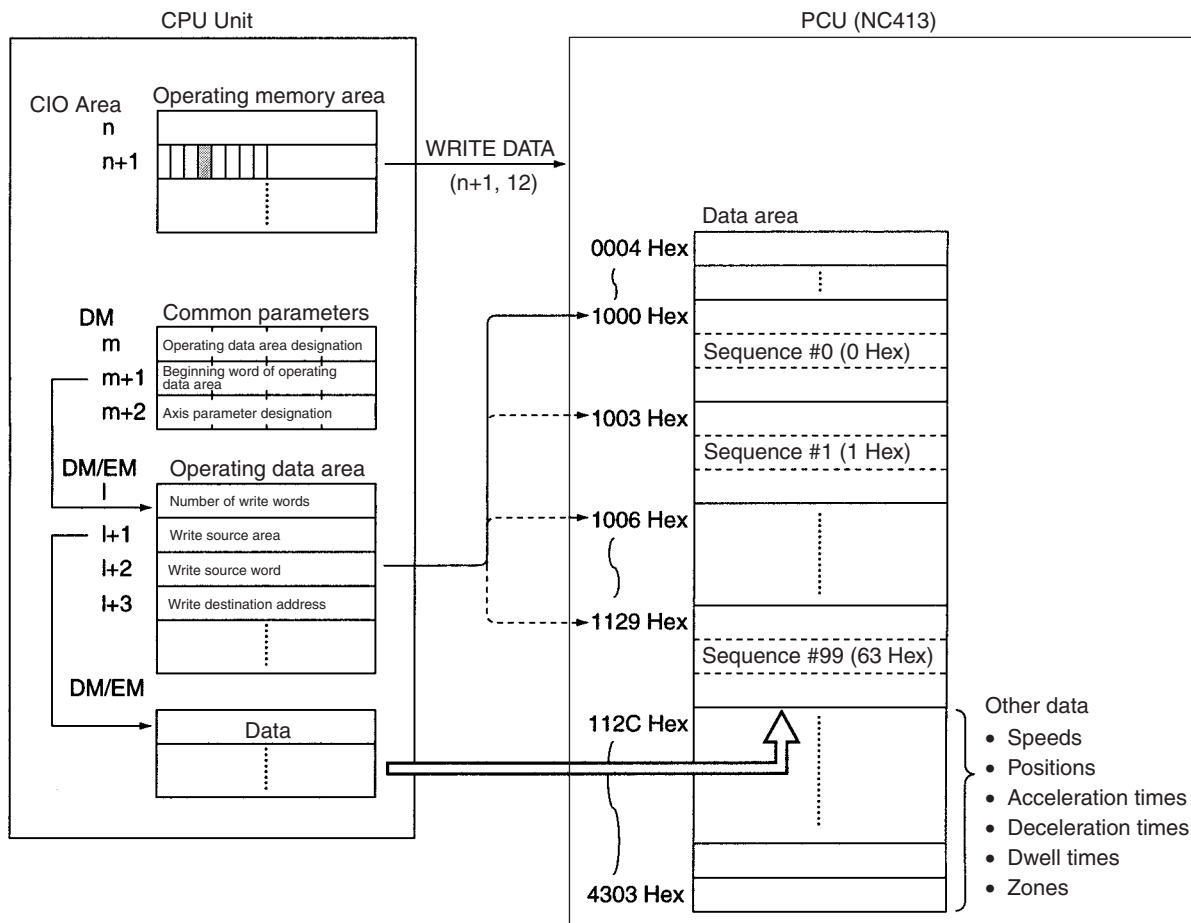 CPU Unit
CIO Area
Operating memory area
n
n+1
WRITE DATA
(n+1, 12)
DM
Common parameters
m
Operating data area designation
m+1
Beginning word of operating
data area
m+2
Axis parameter designation
DM/EM
Operating data area
l
Number of write words
l+1
Write source area
l+2
Write source word
l+3
Write destination address
DM/EM
Data
PCU (NC413)
Data area
0004 Hex
1000 Hex
Sequence #0 (0 Hex)
1003 Hex
Sequence #1 (1 Hex)
1006 Hex
1129 Hex
Sequence #99 (63 Hex)
112C Hex
4303 Hex
Other data
• Speeds
• Positions
• Acceleration times
• Deceleration times
• Dwell times
• Zones